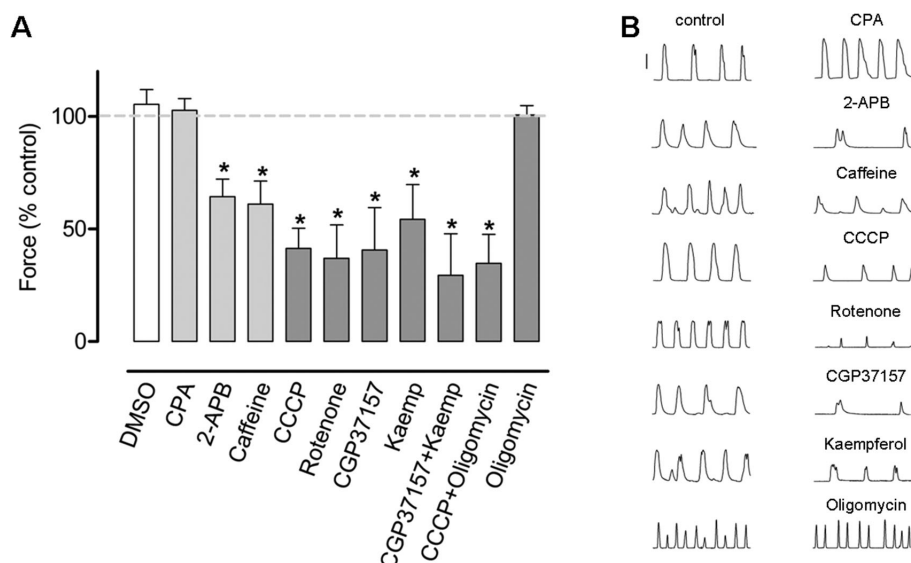 A
Force (% control)
100
50
0
* * * * * * * *
DMSO
CPA
2-APB
Caffeine
CCCP
Rotenone
CGP37157
Kaemp
CGP37157+Kaemp
CCCP+Oligomycin
Oligomycin
B
control
CPA
2-APB
Caffeine
CCCP
Rotenone
CGP37157
Kaempferol
Oligomycin